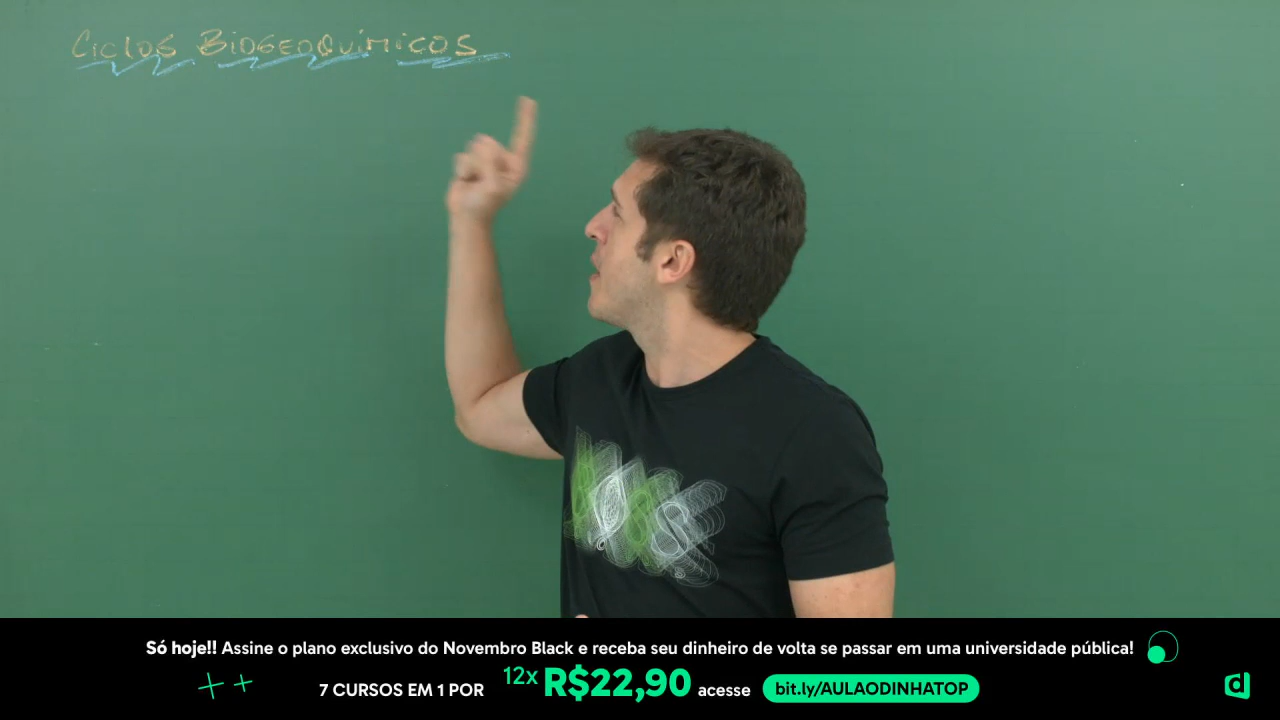 Ciclos Biogeoquímicos
Só hoje!! Assine o plano exclusivo do Novembro Black e receba seu dinheiro de volta se passar em uma universidade pública!
7 CURSOS EM 1 POR 12x R$22,90 acesse bit.ly/AULAODINHATOP
d